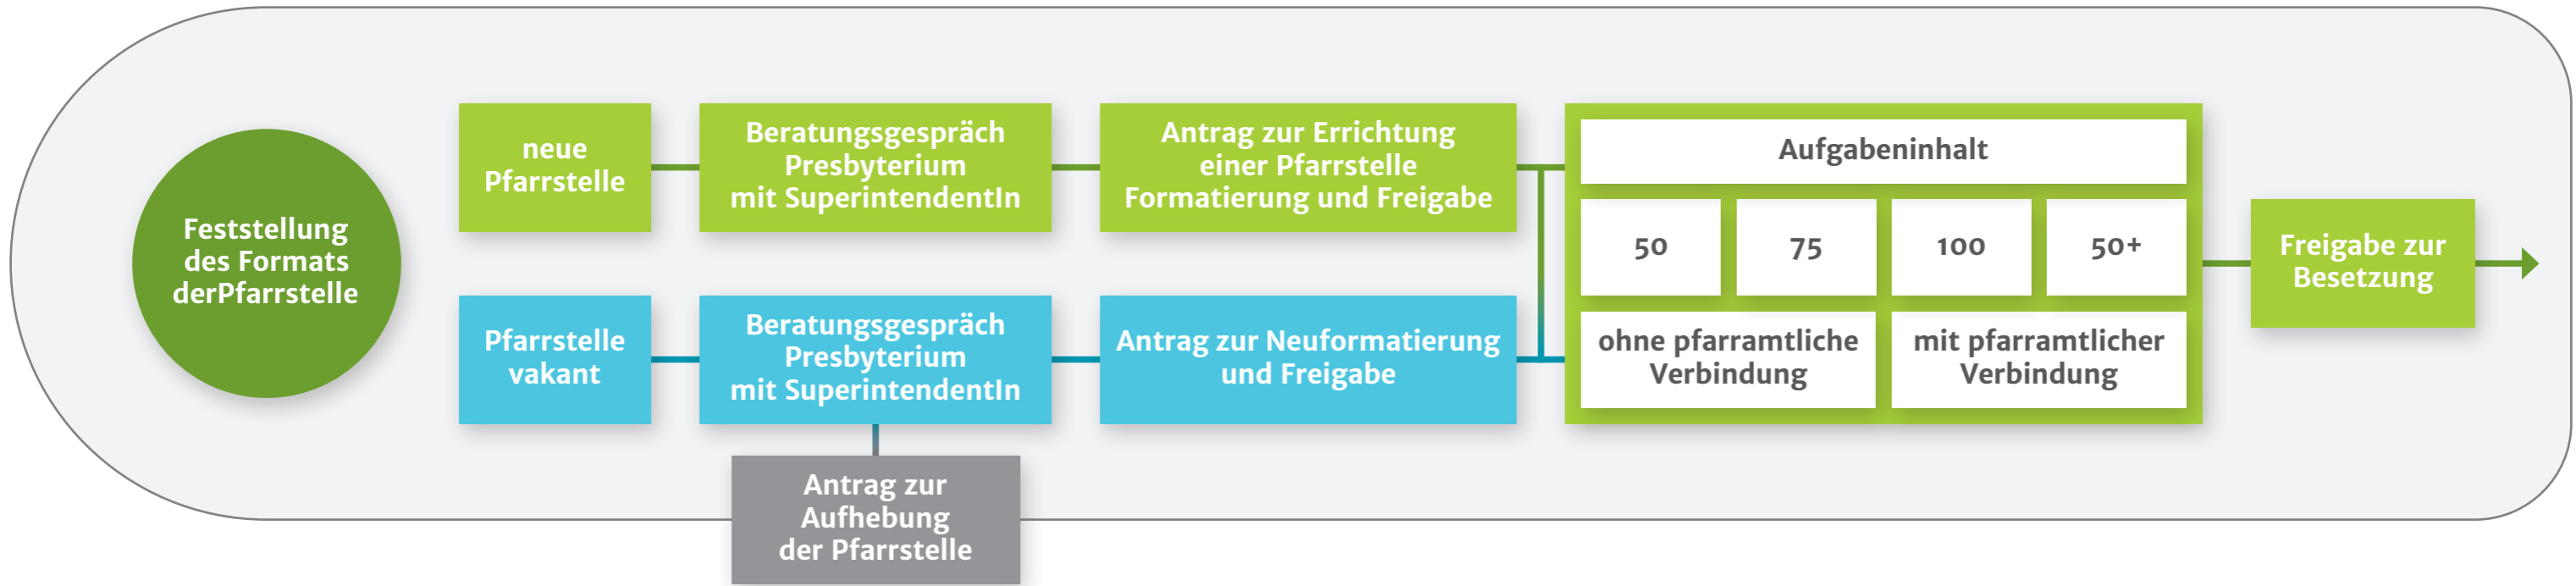 Feststellung
des Formats
derPfarrstelle
neue
Pfarrstelle
Beratungsgespräch
Presbyterium
mit SuperintendentIn
Antrag zur Errichtung
einer Pfarrstelle
Formatierung und Freigabe
Pfarrstelle
vakant
Beratungsgespräch
Presbyterium
mit SuperintendentIn
Antrag zur Neuformatierung
und Freigabe
Antrag zur
Aufhebung
der Pfarrstelle
Aufgabeninhalt
50
75
100
50+
ohne pfarramtliche
Verbindung
mit pfarramtlicher
Verbindung
Freigabe zur
Besetzung